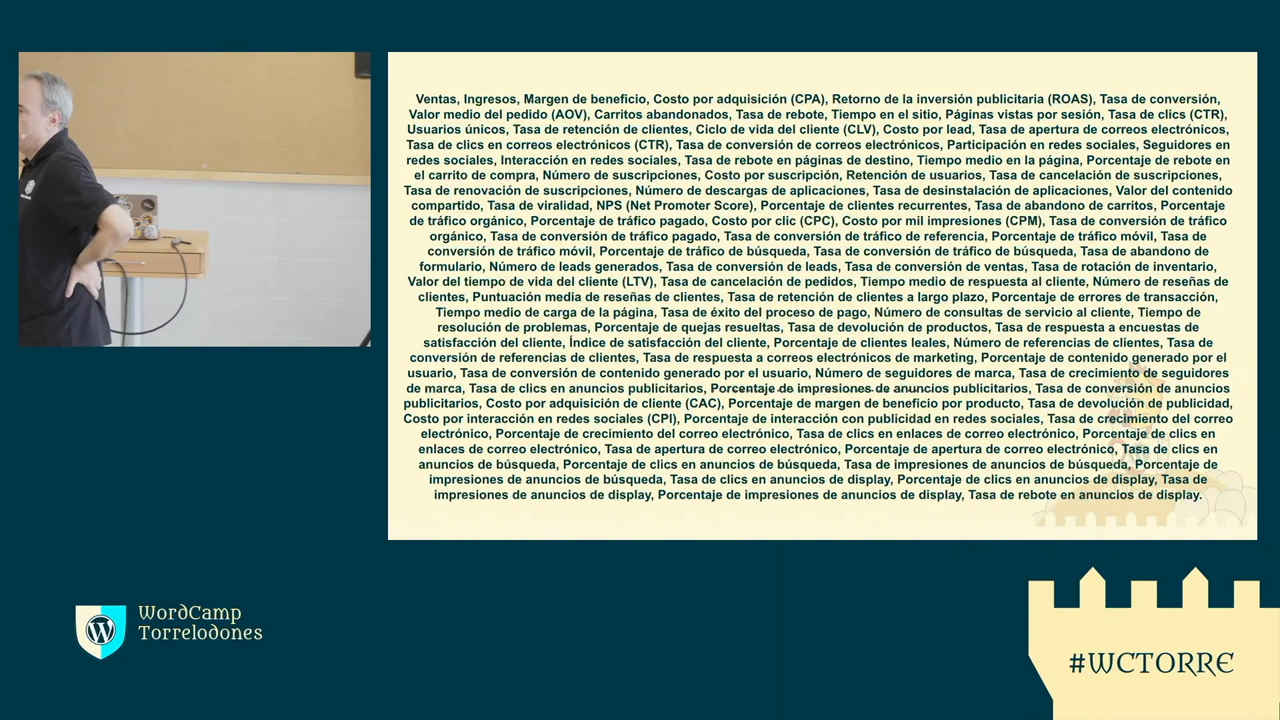 Ventas, Ingresos, Margen de beneficio, Costo por adquisición (CPA), Retorno de la inversión publicitaria (ROAS), Tasa de conversión,
Valor medio del pedido (AOV), Carritos abandonados, Tasa de rebote, Tiempo en el sitio, Páginas vistas por sesión, Tasa de clics (CTR),
Usuarios únicos, Tasa de retención de clientes, Ciclo de vida del cliente (CLV), Costo por lead, Tasa de apertura de correos electrónicos,
Tasa de clics en correos electrónicos (CTR), Tasa de conversión de correos electrónicos, Participación en redes sociales, Seguidores en
redes sociales, Interacción en redes sociales, Tasa de rebote en páginas de destino, Tiempo medio en la página, Porcentaje de rebote en
el carrito de compra, Número de suscripciones, Costo por suscripción, Retención de usuarios, Tasa de cancelación de suscripciones,
Tasa de renovación de suscripciones, Número de descargas de aplicaciones, Tasa de desinstalación de aplicaciones, Valor del contenido
compartido, Tasa de viralidad, NPS (Net Promoter Score), Porcentaje de clientes recurrentes, Tasa de abandono de carritos, Porcentaje
de tráfico orgánico, Porcentaje de tráfico pagado, Costo por clic (CPC), Costo por mil impresiones (CPM), Tasa de conversión de tráfico
orgánico, Tasa de conversión de tráfico pagado, Tasa de conversión de tráfico de referencia, Porcentaje de tráfico móvil, Tasa de
conversión de tráfico móvil, Porcentaje de tráfico de búsqueda, Tasa de conversión de tráfico de búsqueda, Tasa de abandono de
formulario, Número de leads generados, Tasa de conversión de leads, Tasa de conversión de ventas, Tasa de rotación de inventario,
Valor del tiempo de vida del cliente (LTV), Tasa de cancelación de pedidos, Tiempo medio de respuesta al cliente, Número de reseñas de
clientes, Puntuación media de reseñas de clientes, Tasa de retención de clientes a largo plazo, Porcentaje de errores de transacción,
Tiempo medio de carga de la página, Tasa de éxito del proceso de pago, Número de consultas de servicio al cliente, Tiempo de
resolución de problemas, Porcentaje de quejas resueltas, Tasa de devolución de productos, Tasa de respuesta a encuestas de
satisfacción del cliente, Índice de satisfacción del cliente, Porcentaje de clientes leales, Número de referencias de clientes, Tasa de
conversión de referencias de clientes, Tasa de respuesta a correos electrónicos de marketing, Porcentaje de contenido generado por el
usuario, Tasa de conversión de contenido generado por el usuario, Número de seguidores de marca, Tasa de crecimiento de seguidores
de marca, Tasa de clics en anuncios publicitarios, Porcentaje de impresiones de anuncios publicitarios, Tasa de conversión de anuncios
publicitarios, Costo por adquisición de cliente (CAC), Porcentaje de margen de beneficio por producto, Tasa de devolución de publicidad,
Costo por interacción en redes sociales (CPI), Porcentaje de interacción con publicidad en redes sociales, Tasa de crecimiento del correo
electrónico, Porcentaje de crecimiento del correo electrónico, Tasa de clics en enlaces de correo electrónico, Porcentaje de clics en
enlaces de correo electrónico, Tasa de apertura de correo electrónico, Porcentaje de apertura de correo electrónico, Tasa de clics en
anuncios de búsqueda, Porcentaje de clics en anuncios de búsqueda, Tasa de impresiones de anuncios de búsqueda, Porcentaje de
impresiones de anuncios de búsqueda, Tasa de clics en anuncios de display, Porcentaje de clics en anuncios de display, Tasa de
impresiones de anuncios de display, Porcentaje de impresiones de anuncios de display, Tasa de rebote en anuncios de display.
WordCamp
Torrelodones
#WCTORRE